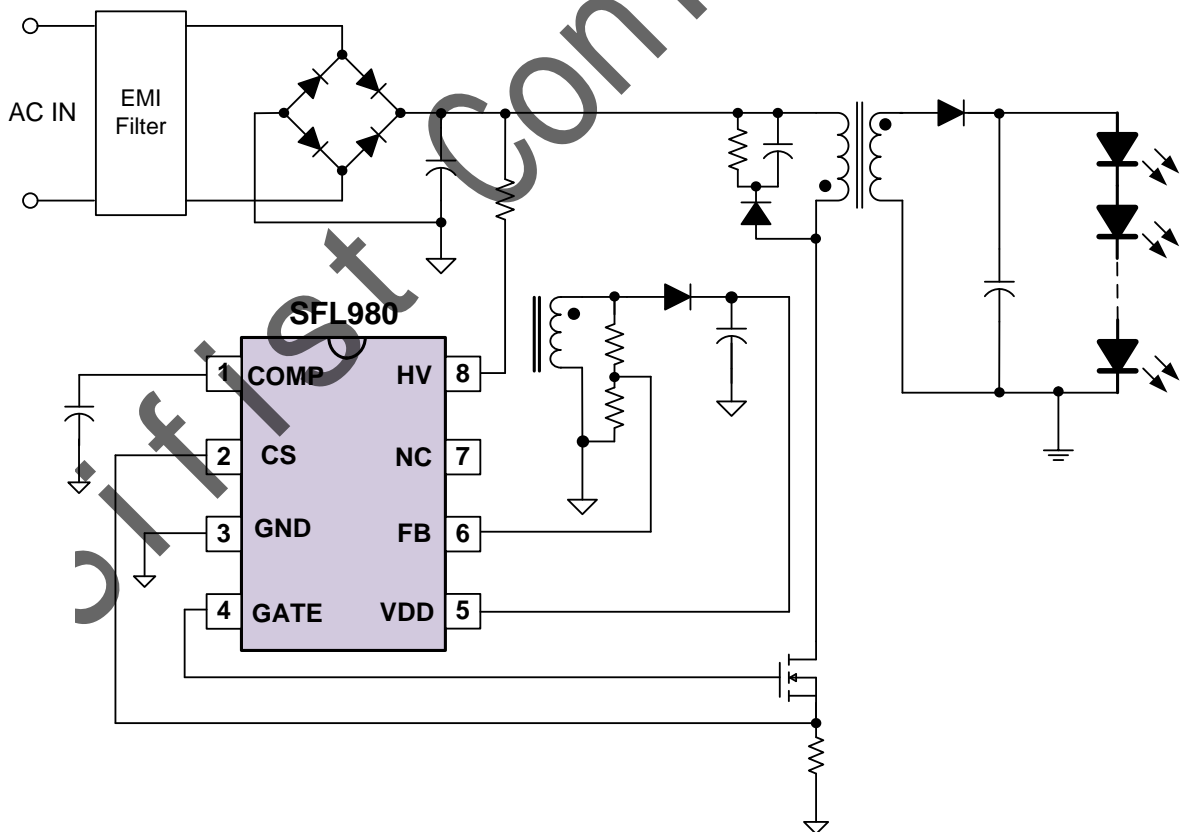 AC IN
EMI
Filter
SFL980
1 COMP HV 8
2 CS NC 7
3 GND FB 6
4 GATE VDD 5